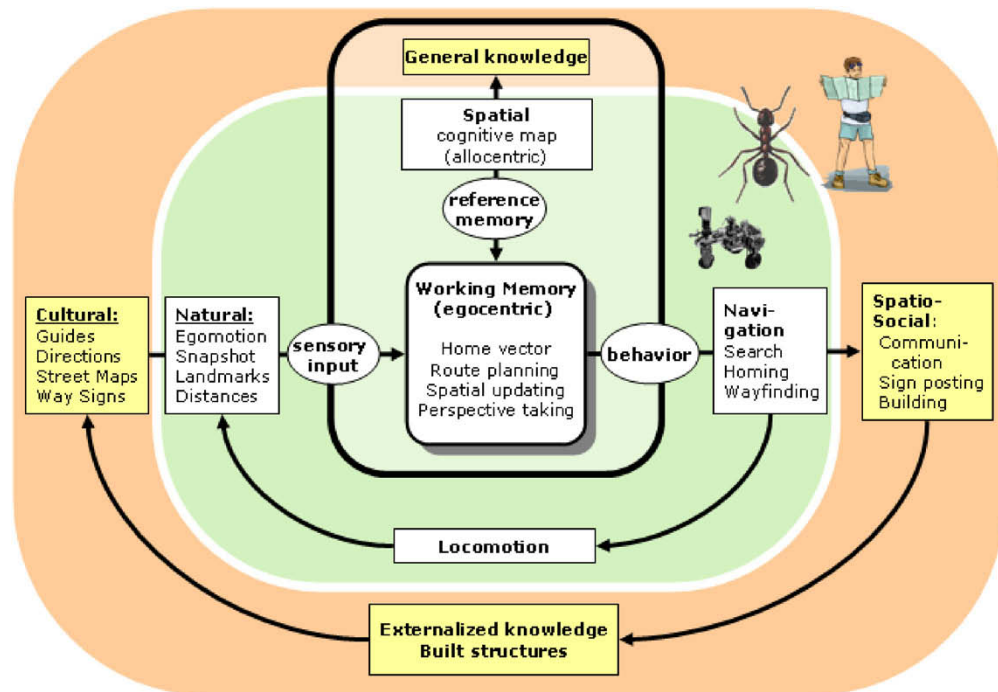 General knowledge
Spatial
cognitive map
(allocentric)
reference
memory
Working Memory
(egocentric)
Home vector
Route planning
Spatial updating
Perspective taking
Cultural:
Guides
Directions
Street Maps
Way Signs
Natural:
Egomotion
Snapshot
Landmarks
Distances
sensory
input
behavior
Navi-
gation
Search
Homing
Wayfinding
Spatio-
Social:
Communi-
cation
Sign posting
Building
Locomotion
Externalized knowledge
Built structures